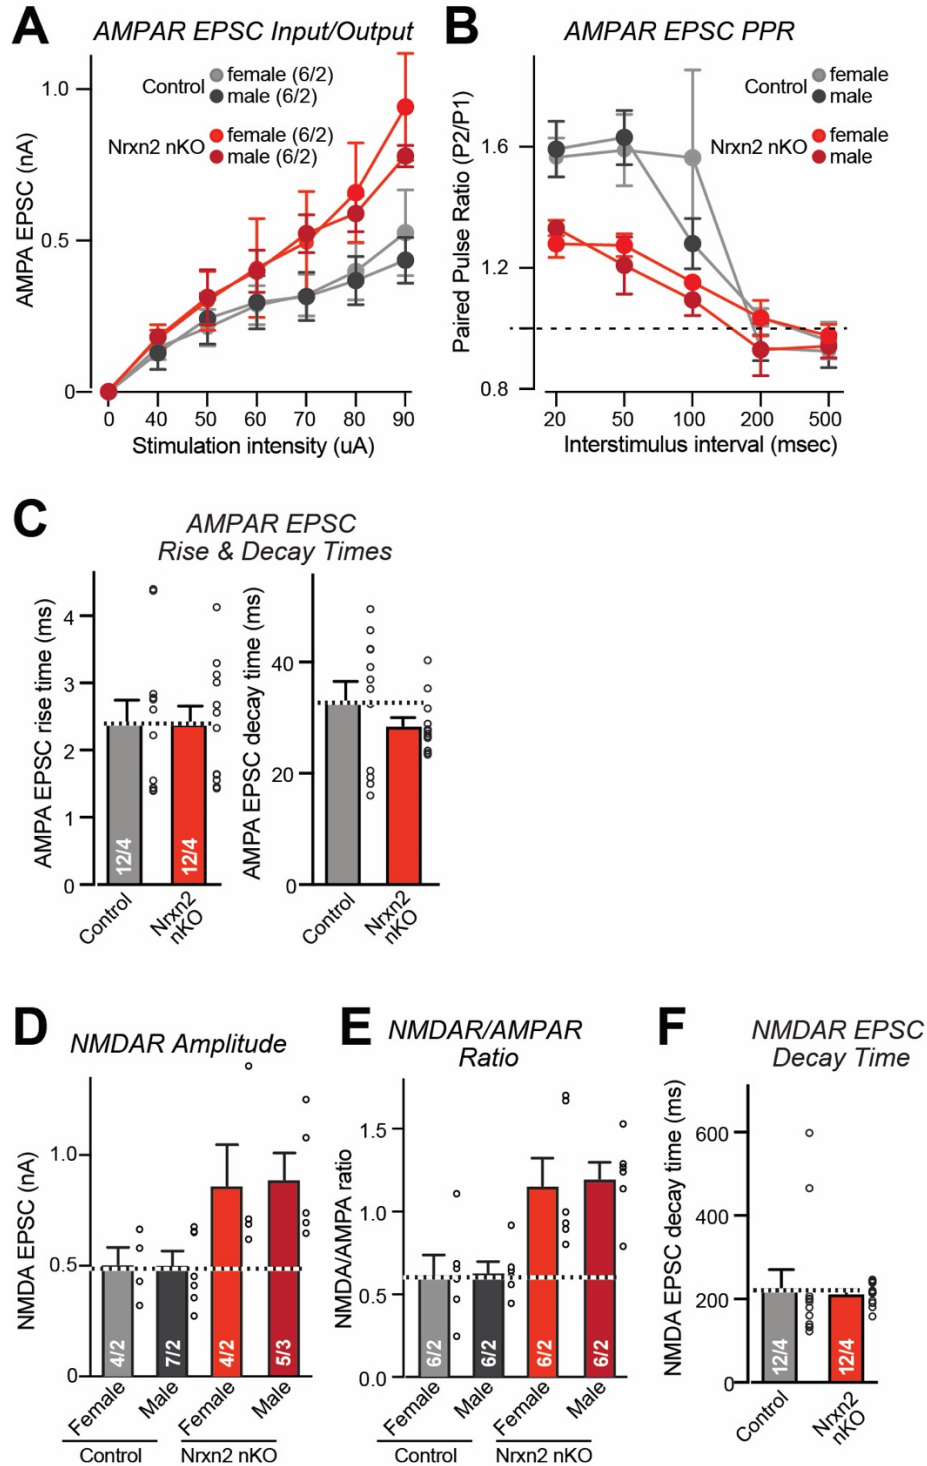 A
AMPAR EPSC Input/Output
Control
female (6/2)
male (6/2)
Nrxn2 nKO
female (6/2)
male (6/2)
AMPA EPSC (nA)
1.0
0.5
0
0 40 50 60 70 80 90
Stimulation intensity (uA)
B
AMPAR EPSC PPR
Control
female
male
Nrxn2 nKO
female
male
Paired Pulse Ratio (P2/P1)
1.6
1.2
0.8
20 50 100 200 500
Interstimulus interval (msec)
C
AMPAR EPSC
Rise & Decay Times
AMPA EPSC rise time (ms)
4
3
2
1
0
12/4
12/4
Control
Nrxn2
nKO
AMPA EPSC decay time (ms)
40
20
0
Control
Nrxn2
nKO
D
NMDAR Amplitude
NMDA EPSC (nA)
1.0
0.5
0
4/2
7/2
4/2
5/3
Female
Male
Female
Male
Control
Nrxn2 nKO
E
NMDAR/AMPAR
Ratio
NMDA/AMPA ratio
1.5
1.0
0.5
0.0
6/2
6/2
6/2
6/2
Female
Male
Female
Male
Control
Nrxn2 nKO
F
NMDAR EPSC
Decay Time
NMDA EPSC decay time (ms)
600
400
200
0
12/4
12/4
Control
Nrxn2
nKO